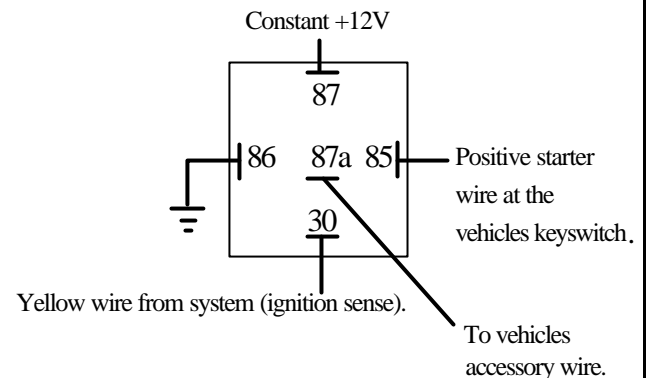 Constant +12V
87
86 87a 85
Positive starter
wire at the
vehicles keyswitch.
30
Yellow wire from system (ignition sense).
To vehicles
accessory wire.